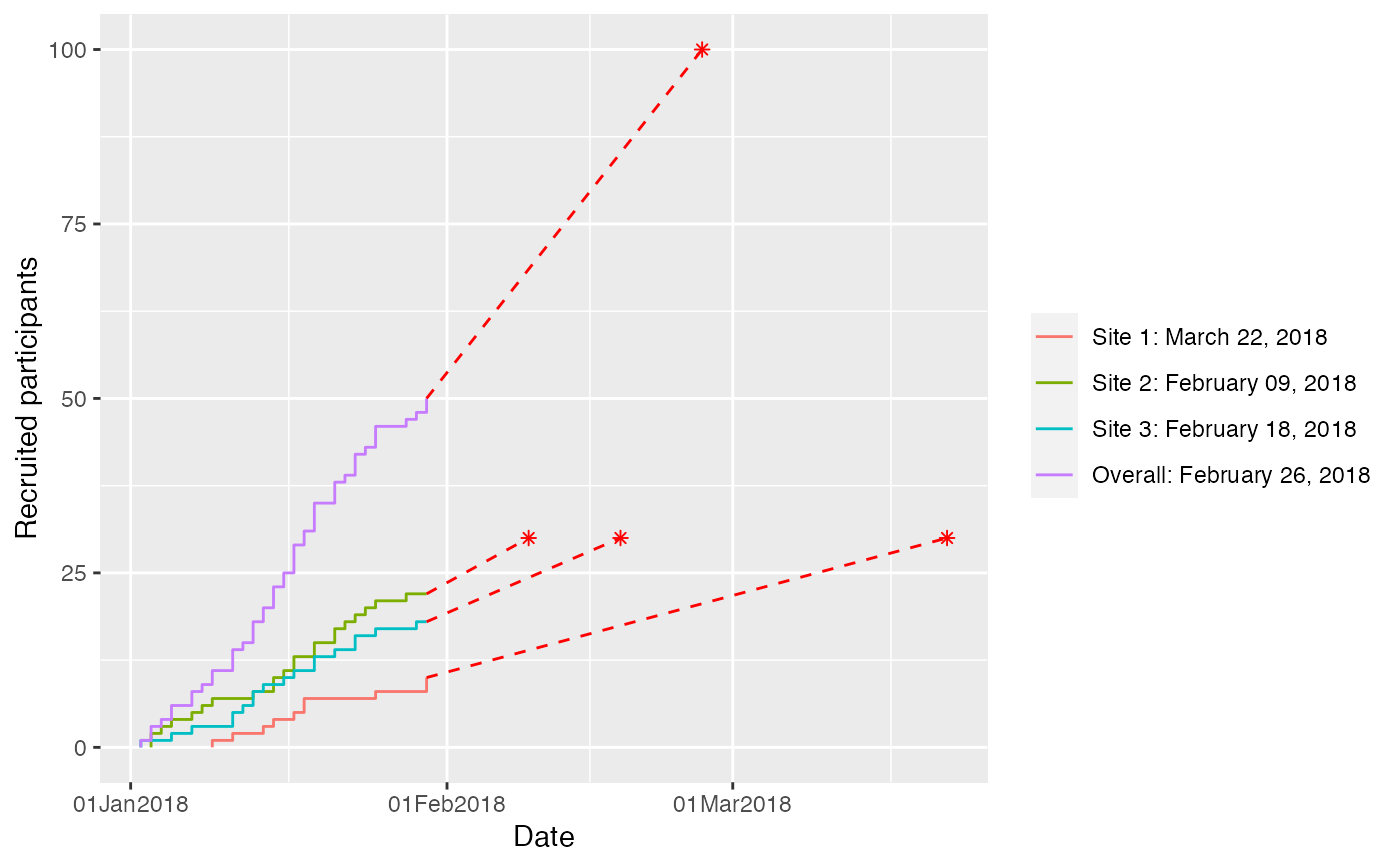 Recruited participants
100
75
50
25
0
01Jan2018
01Feb2018
01Mar2018
Date
Site 1: March 22, 2018
Site 2: February 09, 2018
Site 3: February 18, 2018
Overall: February 26, 2018